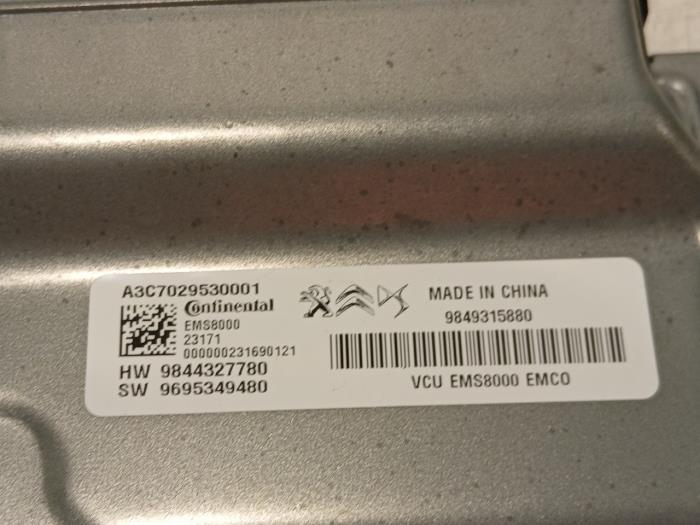 A3C7029530001
Continental
EMS8000
23171
000000231690121
HW 9844327780
SW 9695349480
MADE IN CHINA
9849315880
VCU EMS8000 EMCO